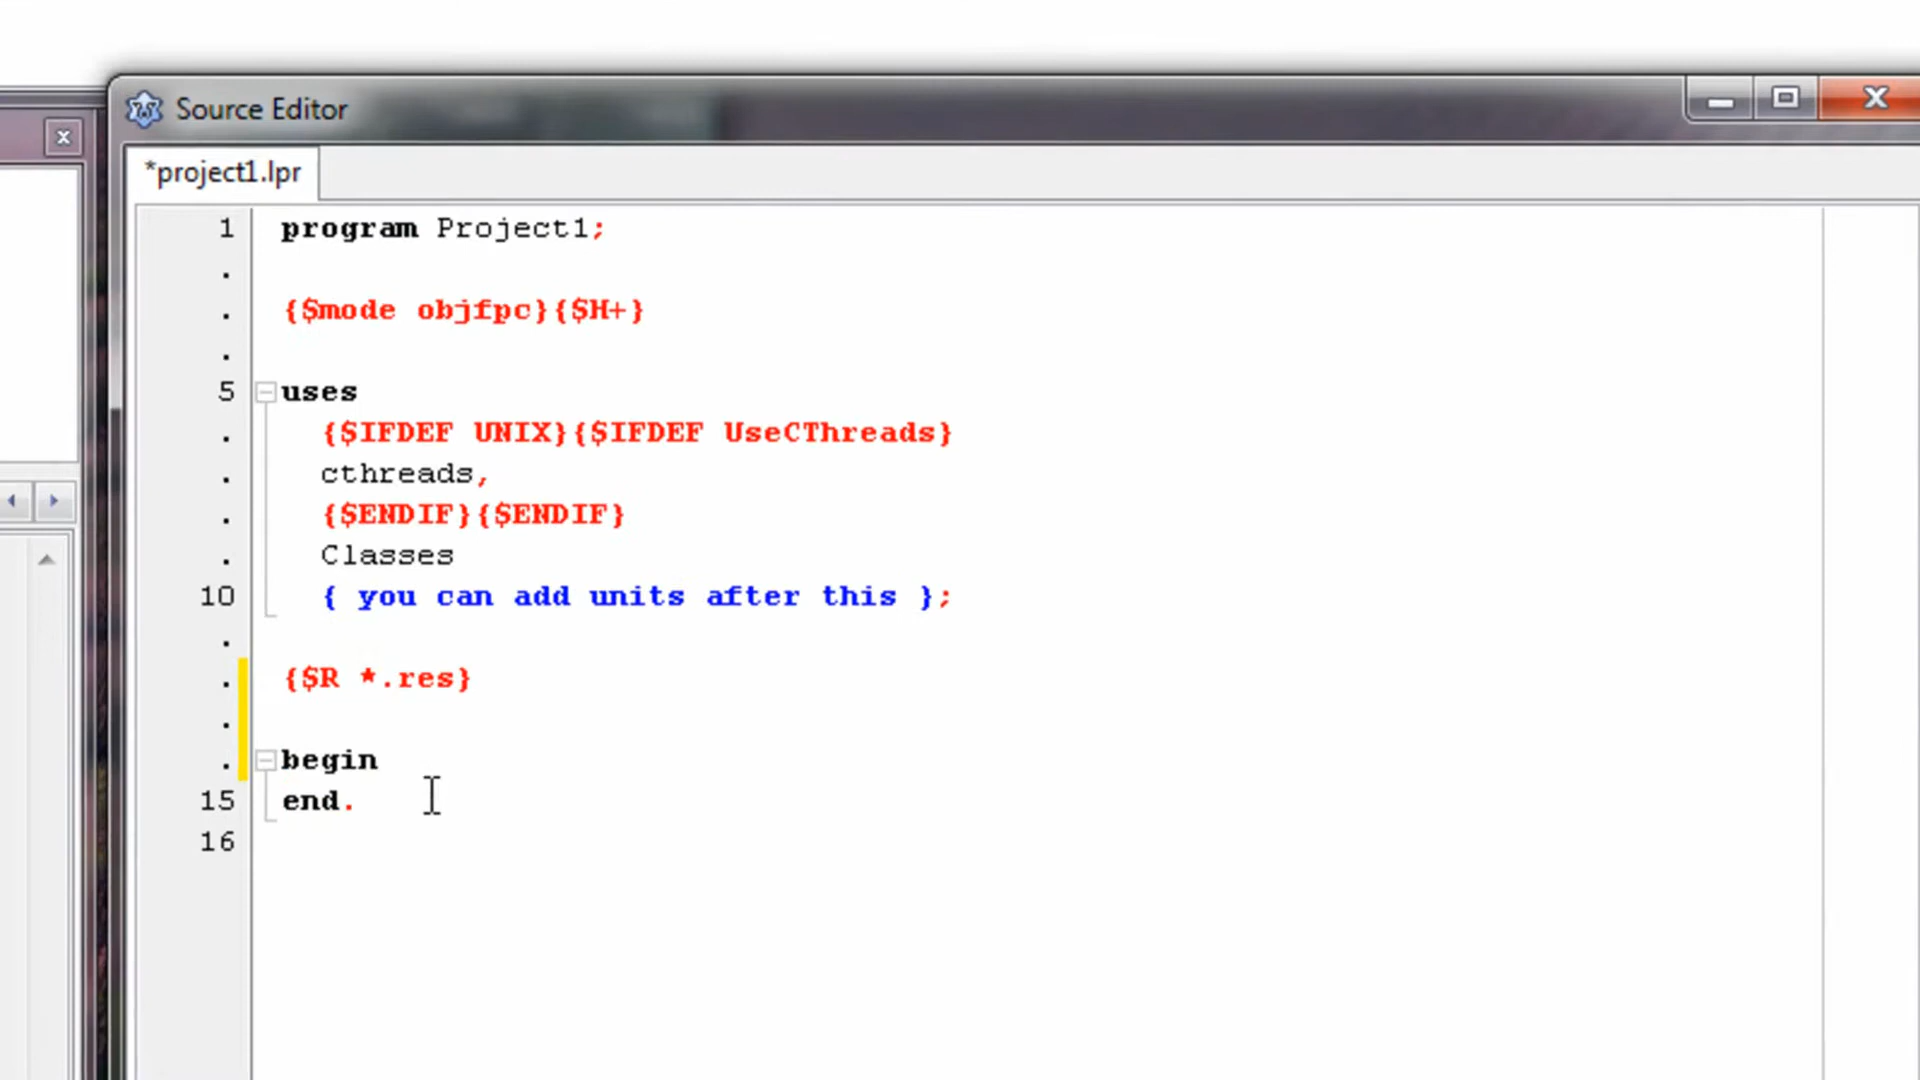 Source Editor
*project1.lpr
1 program Project1;
.
. {$mode objfpc}{$H+}
.
5 uses
. {$IFDEF UNIX}{$IFDEF UseCThreads}
. cthreads,
. {$ENDIF}{$ENDIF}
. Classes
10 { you can add units after this };
.
. {$R *.res}
.
. begin
15 end.
16